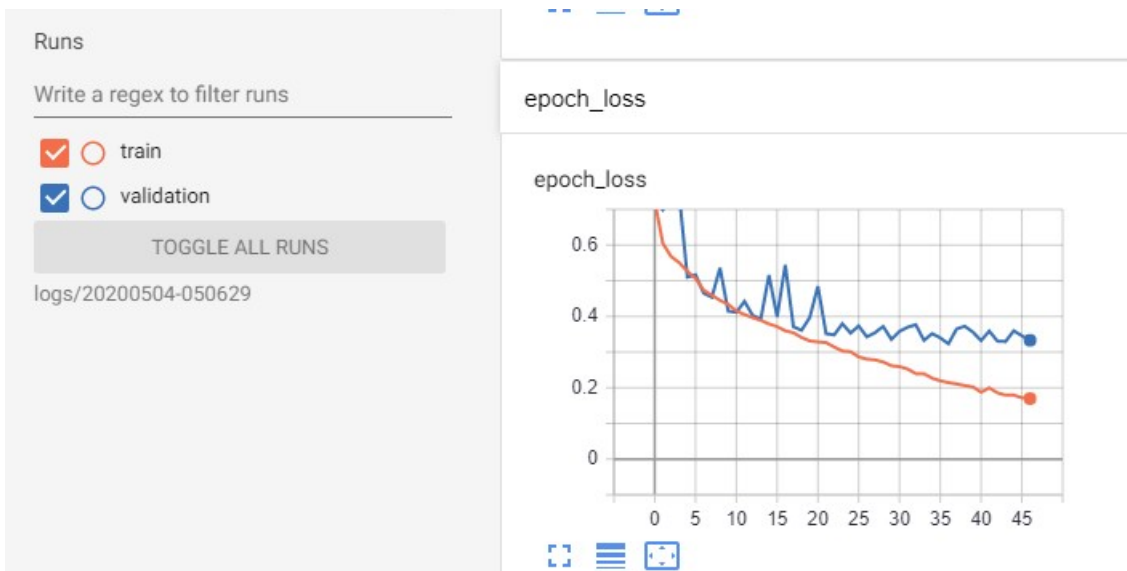 Runs
Write a regex to filter runs
train
validation
TOGGLE ALL RUNS
logs/20200504-050629
epoch_loss
epoch_loss
0.6
0.4
0.2
0
0 5 10 15 20 25 30 35 40 45